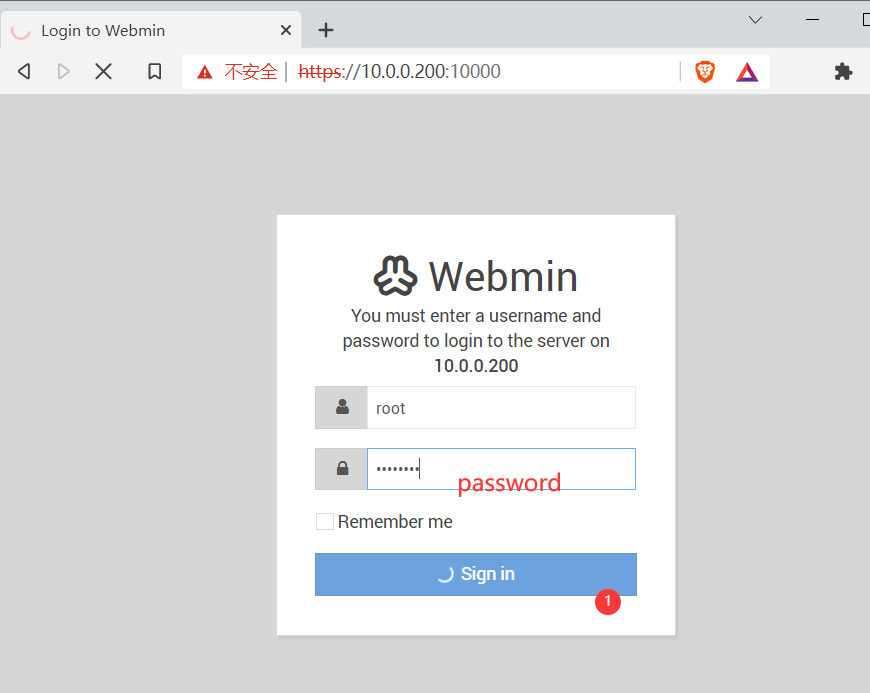 Login to Webmin
不安全 https://10.0.0.200:10000
Webmin
You must enter a username and
password to login to the server on
10.0.0.200
root
••••••••
password
Remember me
Sign in
1